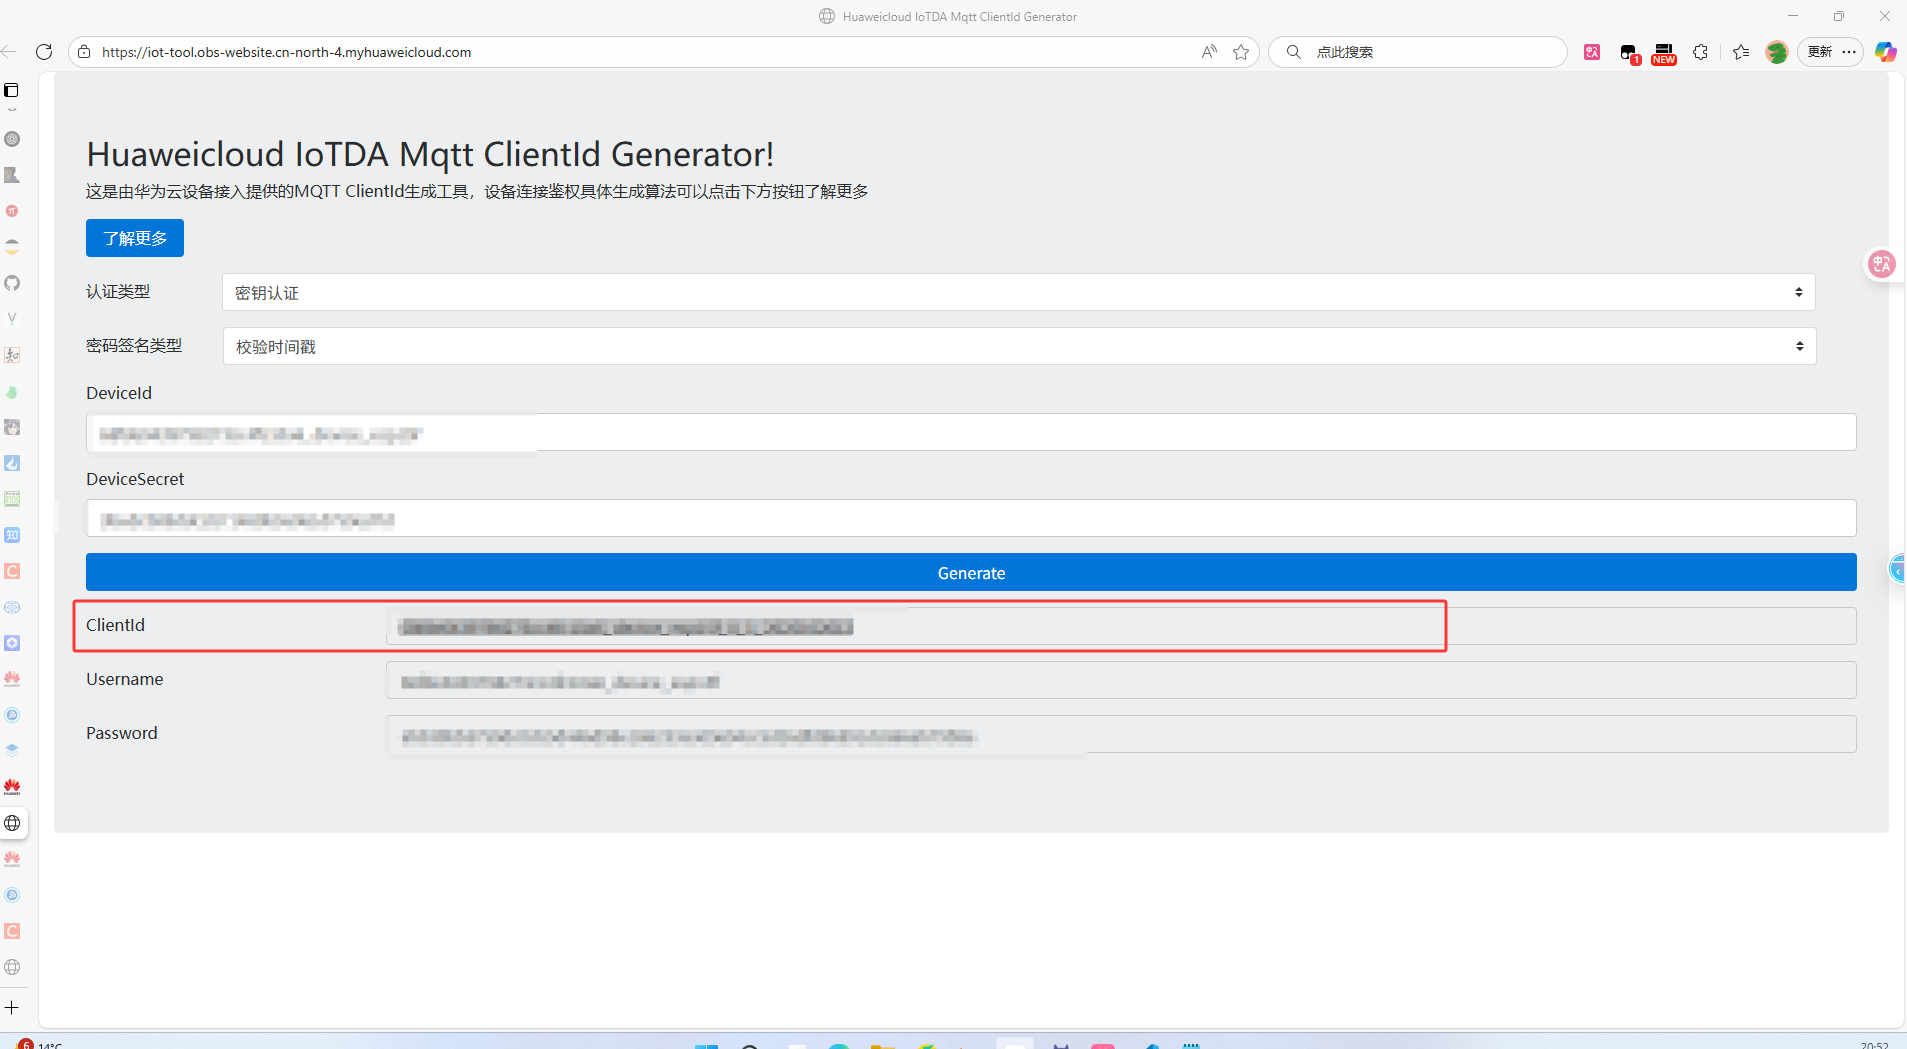 Huaweicloud IoTDA Mqtt ClientId Generator
https://iot-tool.obs-website.cn-north-4.myhuaweicloud.com
点此搜索
1
NEW
更新
Huaweicloud IoTDA Mqtt ClientId Generator!
这是由华为云设备接入提供的MQTT ClientId生成工具，设备连接鉴权具体生成算法可以点击下方按钮了解更多
了解更多
认证类型
密钥认证
密码签名类型
校验时间戳
DeviceId
DeviceSecret
Generate
ClientId
Username
Password
6
14°C
20:52